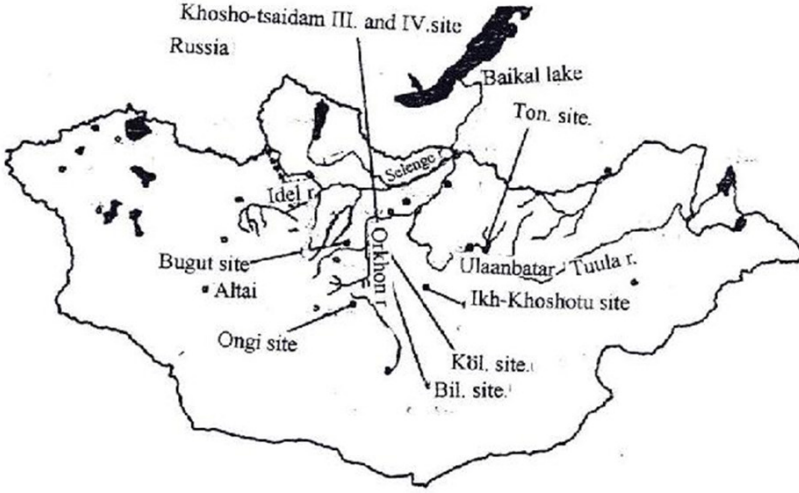 Khosho-tsaidam III. and IV.site
Russia
Baikal lake
Ton. site.
Selenge
Idel r.
Orkhon r
Bugut site
Ulaanbatar
Tuula r.
Altai
Ikh-Khoshotu site
Ongi site
Köl. site.
Bil. site.